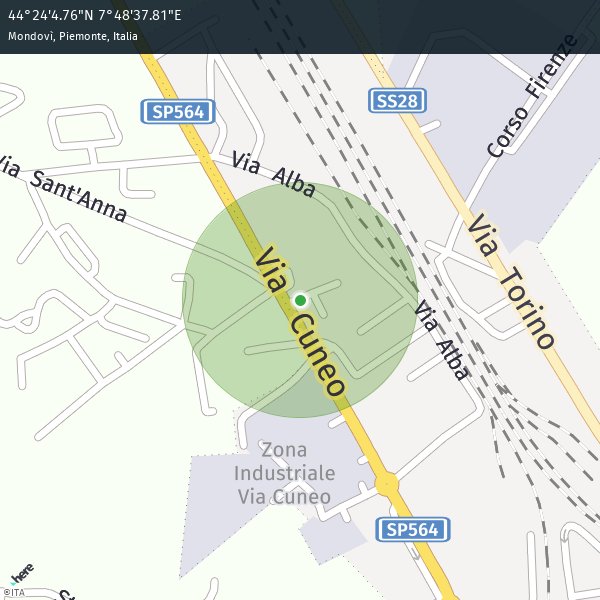 44°24'4.76"N 7°48'37.81"E
Mondovì, Piemonte, Italia
Corso Firenze
SP564
SS28
Via Alba
Via Sant'Anna
Via Torino
Via Cuneo
Via Alba
Zona
Industriale
Via Cuneo
SP564
here
©ITA